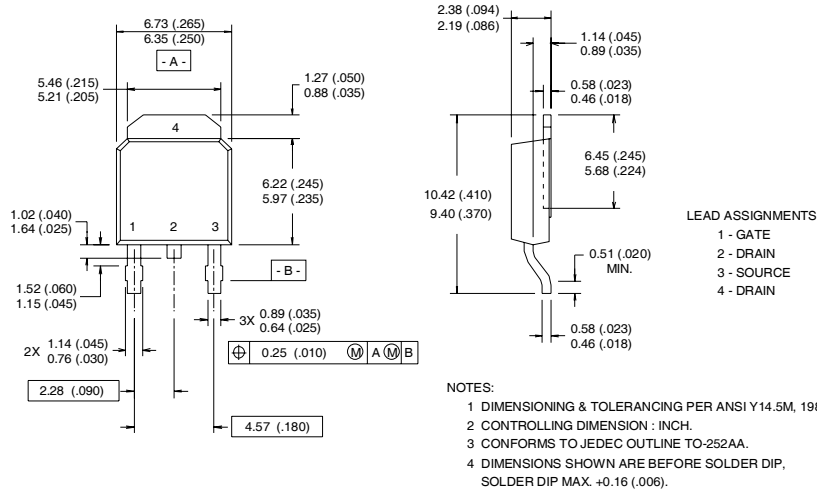 6.73 (.265)
6.35 (.250)
- A -
5.46 (.215)
5.21 (.205)
1.27 (.050)
0.88 (.035)
4
6.22 (.245)
5.97 (.235)
1.02 (.040)
1.64 (.025)
1 2 3
1.52 (.060)
1.15 (.045)
- B -
3X 0.89 (.035)
0.64 (.025)
2X 1.14 (.045)
0.76 (.030)
⌖ 0.25 (.010) Ⓜ A Ⓜ B
2.28 (.090)
4.57 (.180)
2.38 (.094)
2.19 (.086)
1.14 (.045)
0.89 (.035)
0.58 (.023)
0.46 (.018)
6.45 (.245)
5.68 (.224)
10.42 (.410)
9.40 (.370)
0.51 (.020)
MIN.
0.58 (.023)
0.46 (.018)
LEAD ASSIGNMENTS
1 - GATE
2 - DRAIN
3 - SOURCE
4 - DRAIN
NOTES:
1 DIMENSIONING & TOLERANCING PER ANSI Y14.5M, 198
2 CONTROLLING DIMENSION : INCH.
3 CONFORMS TO JEDEC OUTLINE TO-252AA.
4 DIMENSIONS SHOWN ARE BEFORE SOLDER DIP,
SOLDER DIP MAX. +0.16 (.006).